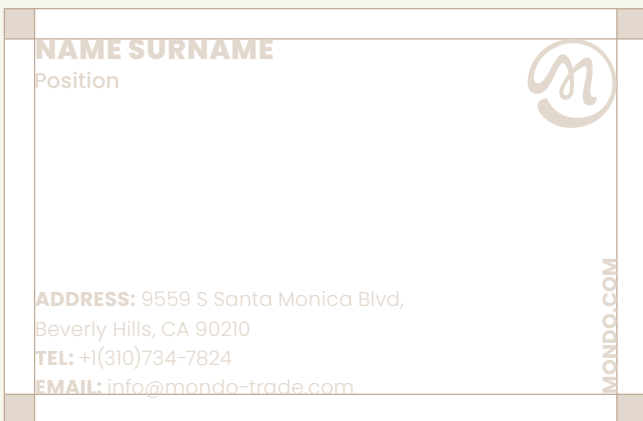 NAME SURNAME
Position
M
ADDRESS: 9559 S Santa Monica Blvd,
Beverly Hills, CA 90210
TEL: +1(310)734-7824
EMAIL: info@mondo-trade.com
MONDO.COM